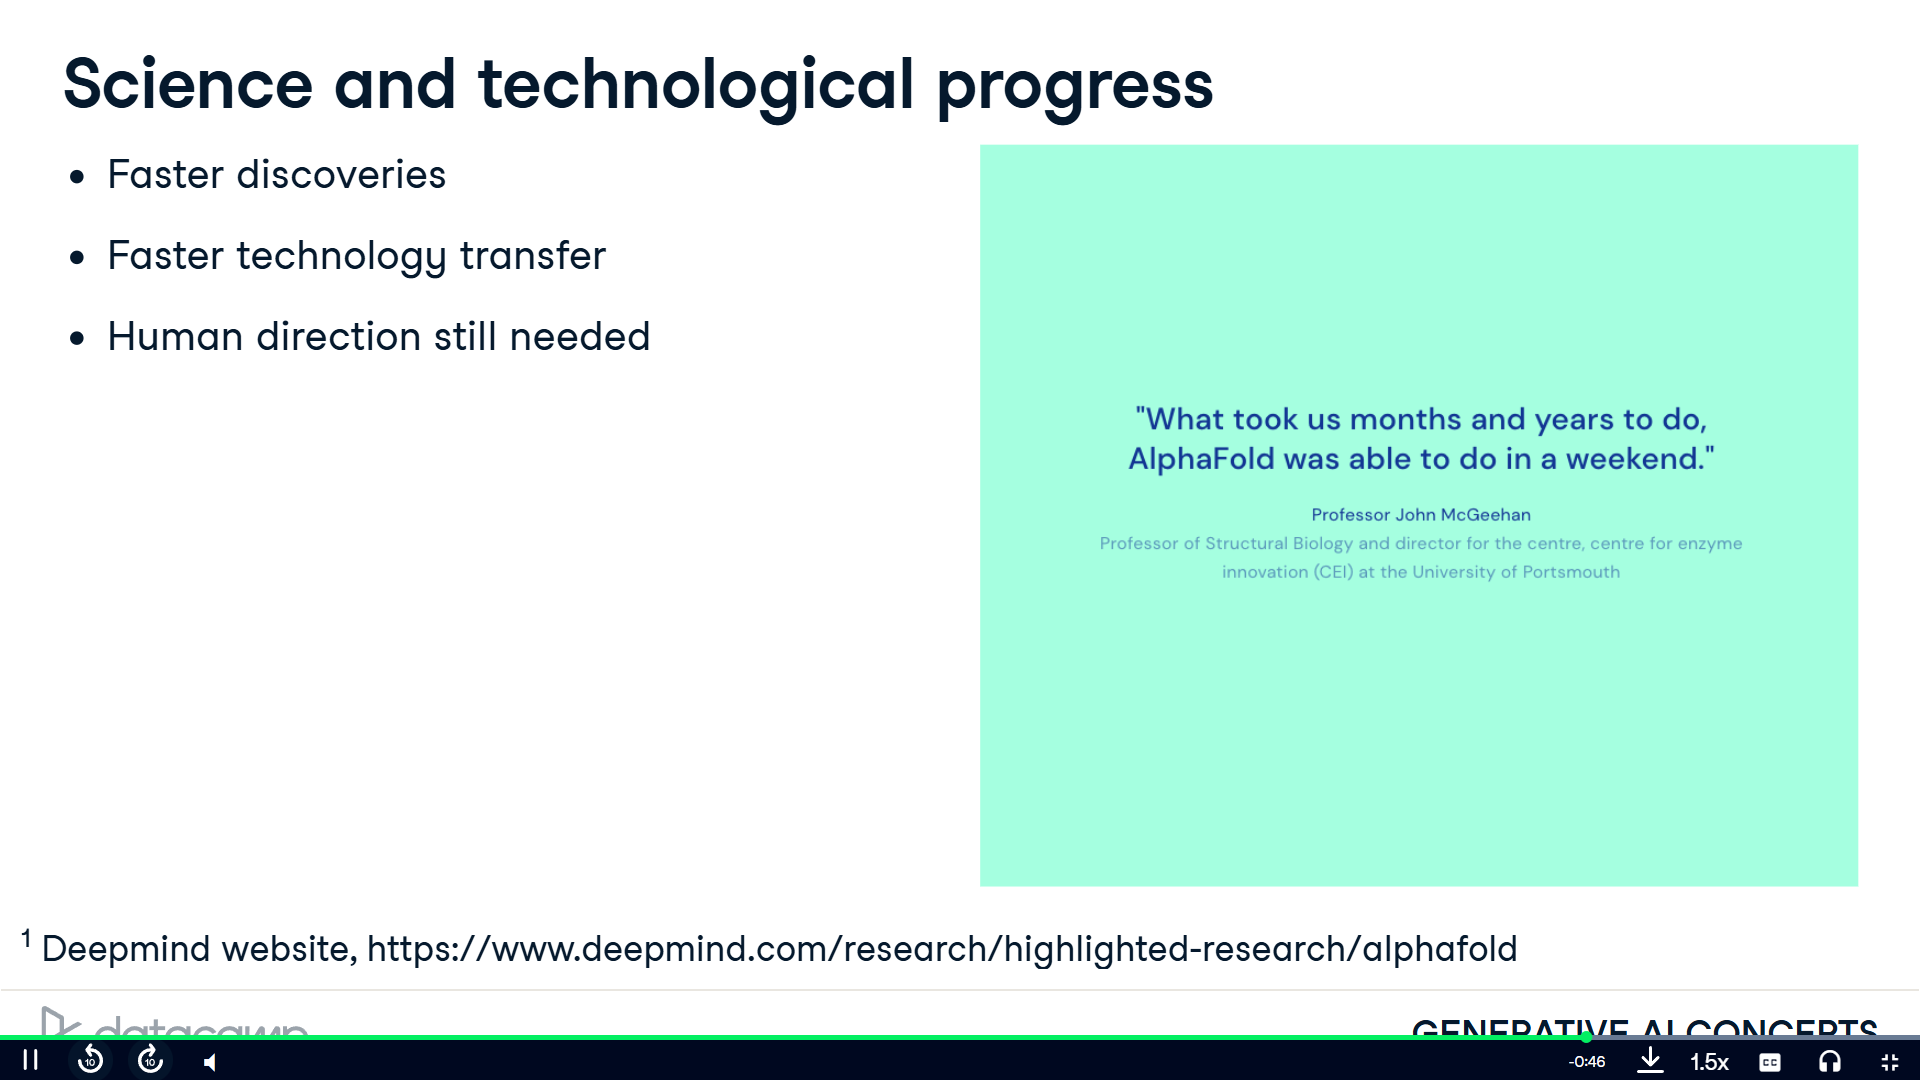 Science and technological progress
• Faster discoveries
• Faster technology transfer
• Human direction still needed
"What took us months and years to do,
AlphaFold was able to do in a weekend."
Professor John McGeehan
Professor of Structural Biology and director for the centre, centre for enzyme
innovation (CEI) at the University of Portsmouth
1 Deepmind website, https://www.deepmind.com/research/highlighted-research/alphafold
datacamp
GENERATIVE AI CONCEPTS
10
10
-0:46
1.5x
CC